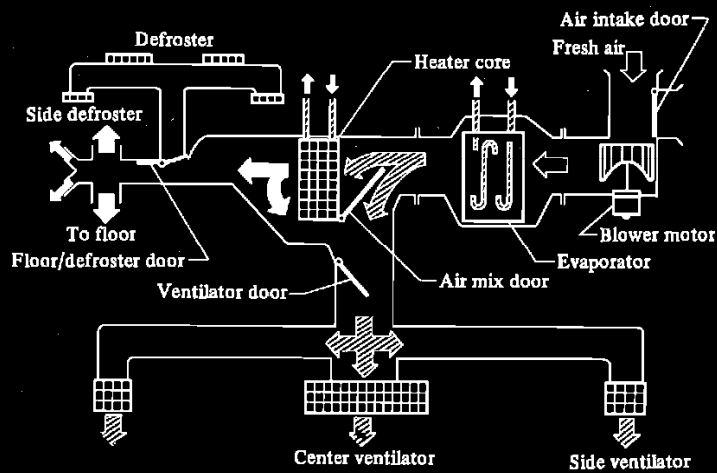 Air intake door
Defroster
Fresh air
Heater core
Side defroster
To floor
Floor/defroster door
Blower motor
Evaporator
Ventilator door
Air mix door
Center ventilator
Side ventilator